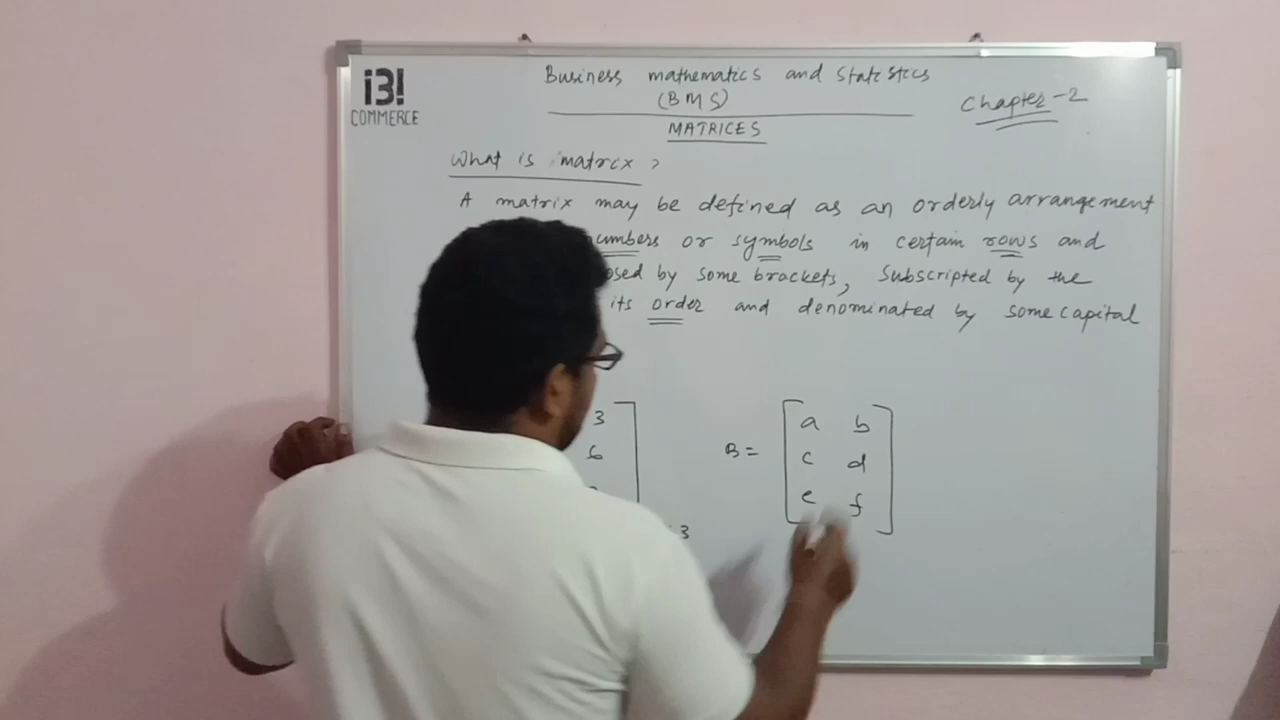 i3!
COMMERCE
Business mathematics and statistics
(BMS)
Chapter-2
MATRICES
What is matrix ?
A matrix may be defined as an orderly arrangement
umbers or symbols in certain rows and
osed by some brackets, subscripted by the
its order and denominated by some capital
3
6
3
B =
a b
c d
e f